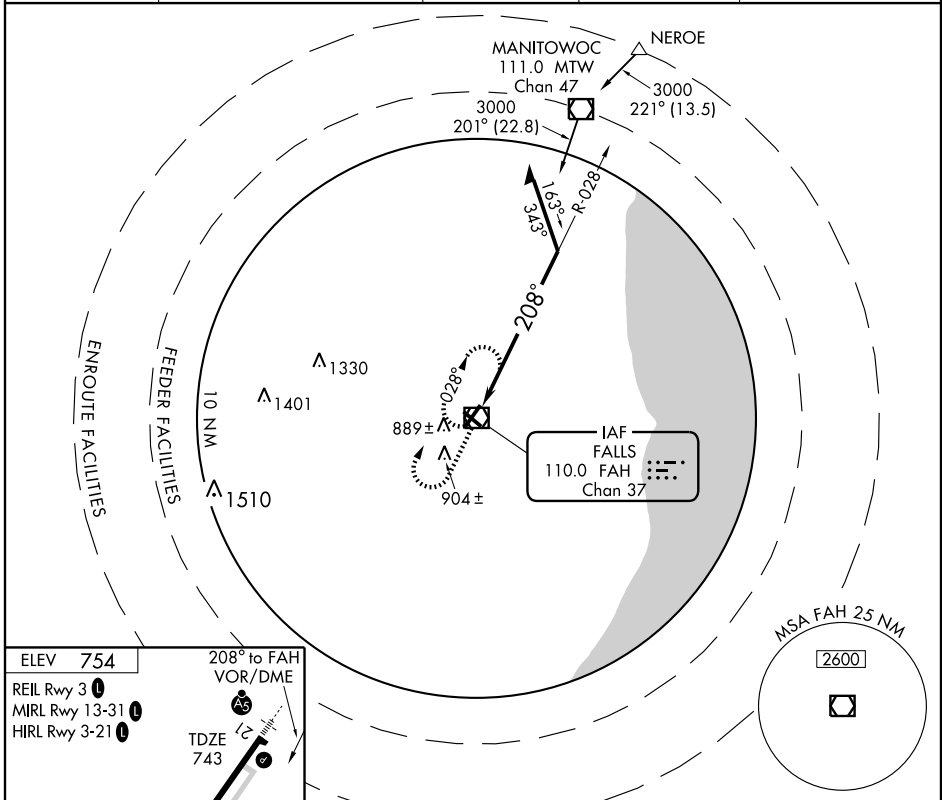 MANITOWOC
111.0 MTW
Chan 47
NEROE
3000
221° (13.5)
3000
201° (22.8)
163°
343°
R-028
208°
028°
ENROUTE FACILITIES
FEEDER FACILITIES
10 NM
1330
1401
889±
904±
1510
IAF
FALLS
110.0 FAH
Chan 37
MSA FAH 25 NM
2600
ELEV 754
REIL Rwy 3 L
MIRL Rwy 13-31 L
HIRL Rwy 3-21 L
208° to FAH
VOR/DME
A5
21
TDZE
743
P